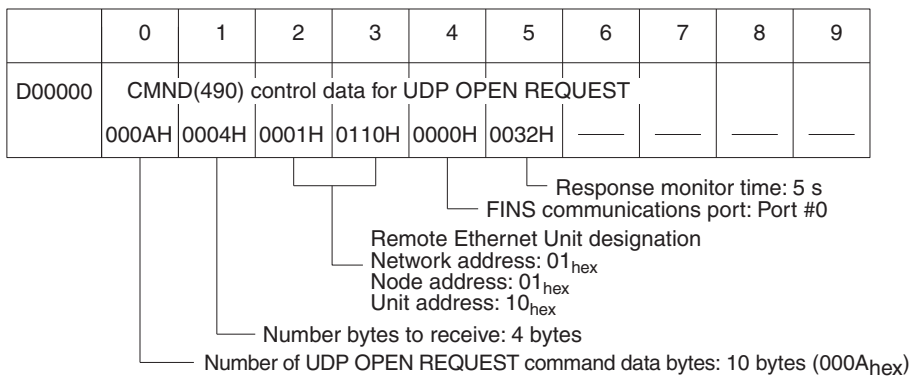 0 1 2 3 4 5 6 7 8 9
D00000 CMND(490) control data for UDP OPEN REQUEST
000AH 0004H 0001H 0110H 0000H 0032H
Response monitor time: 5 s
FINS communications port: Port #0
Remote Ethernet Unit designation
Network address: 01hex
Node address: 01hex
Unit address: 10hex
Number bytes to receive: 4 bytes
Number of UDP OPEN REQUEST command data bytes: 10 bytes (000Ahex)